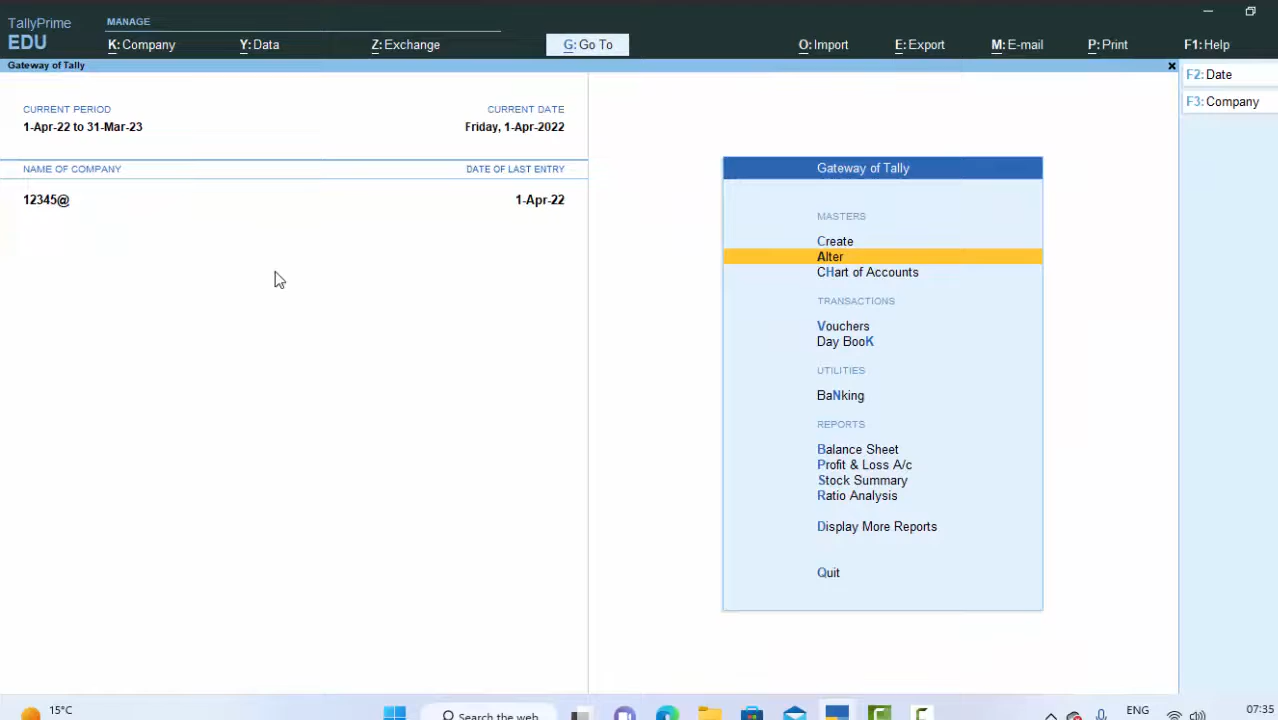 TallyPrime
EDU
MANAGE
K: Company
Y: Data
Z: Exchange
G: Go To
O: Import
E: Export
M: E-mail
P: Print
F1: Help
Gateway of Tally
F2: Date
F3: Company
CURRENT PERIOD
CURRENT DATE
1-Apr-22 to 31-Mar-23
Friday, 1-Apr-2022
NAME OF COMPANY
DATE OF LAST ENTRY
12345@
1-Apr-22
Gateway of Tally
MASTERS
Create
Alter
CHart of Accounts
TRANSACTIONS
Vouchers
Day BooK
UTILITIES
BaNking
REPORTS
Balance Sheet
Profit & Loss A/c
Stock Summary
Ratio Analysis
Display More Reports
Quit
15°C
Search the web
ENG
07:35